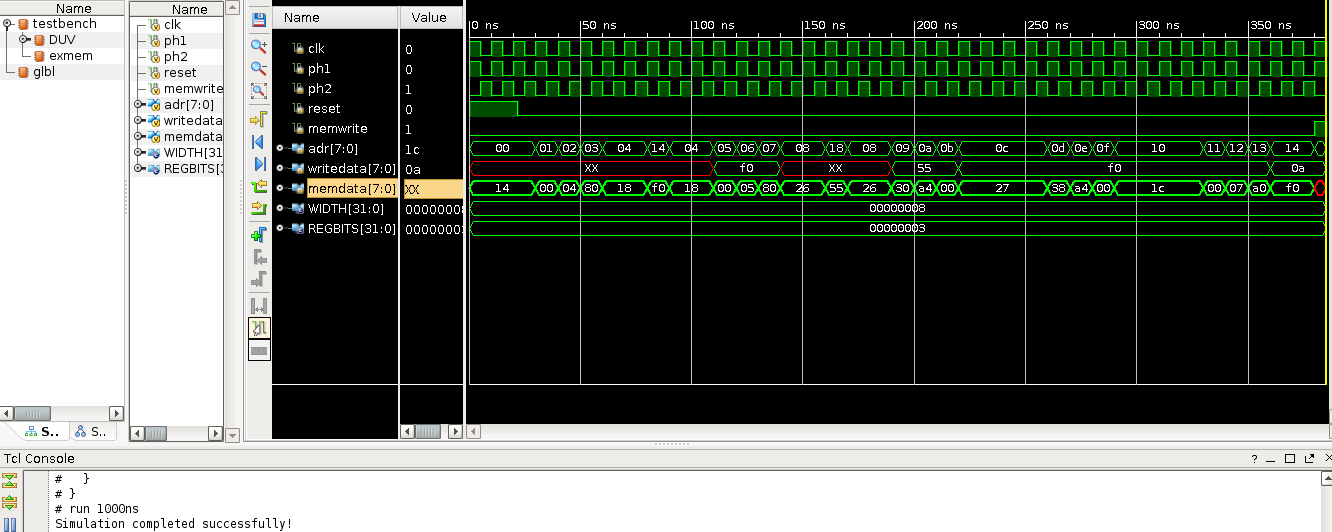 Name
testbench
DUV
exmem
glbl
S..
S..
Name
clk
ph1
ph2
reset
memwrite
adr[7:0]
writedata
memdata[
WIDTH[31
REGBITS[3
Name Value
clk 0
ph1 0
ph2 1
reset 0
memwrite 1
adr[7:0] 1c
writedata[7:0] 0a
memdata[7:0] XX
WIDTH[31:0] 00000008
REGBITS[31:0] 00000003
0 ns 50 ns 100 ns 150 ns 200 ns 250 ns 300 ns 350 ns
00 01 02 03 04 14 04 05 06 07 08 18 08 09 0a 0b 0c 0d 0e 0f 10 11 12 13 14
XX f0 XX 55 f0 0a
14 00 04 80 18 f0 18 00 05 80 26 55 26 30 a4 00 27 38 a4 00 1c 00 07 a0 f0
00000008
00000003
Tcl Console
? 
# }
# }
# run 1000ns
Simulation completed successfully!